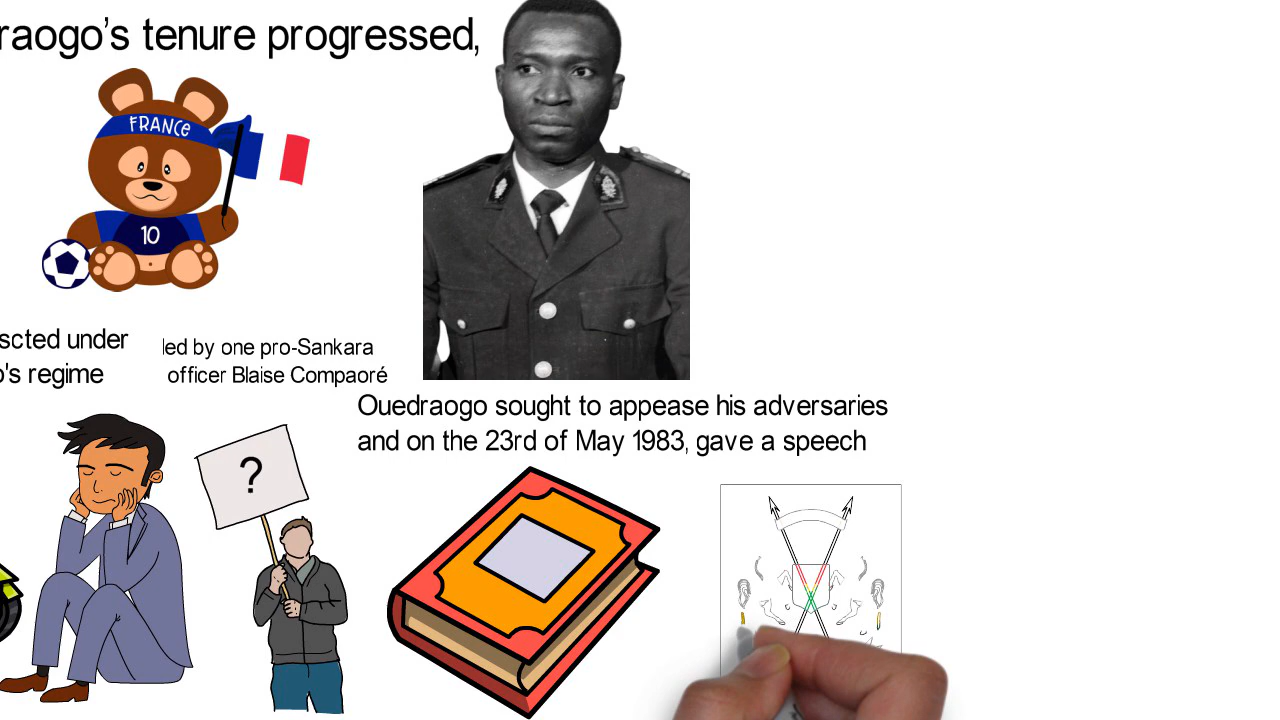 raogo's tenure progressed,
FRANCE
10
scted under
o's regime
led by one pro-Sankara
officer Blaise Compaoré
Ouedraogo sought to appease his adversaries
and on the 23rd of May 1983, gave a speech
?